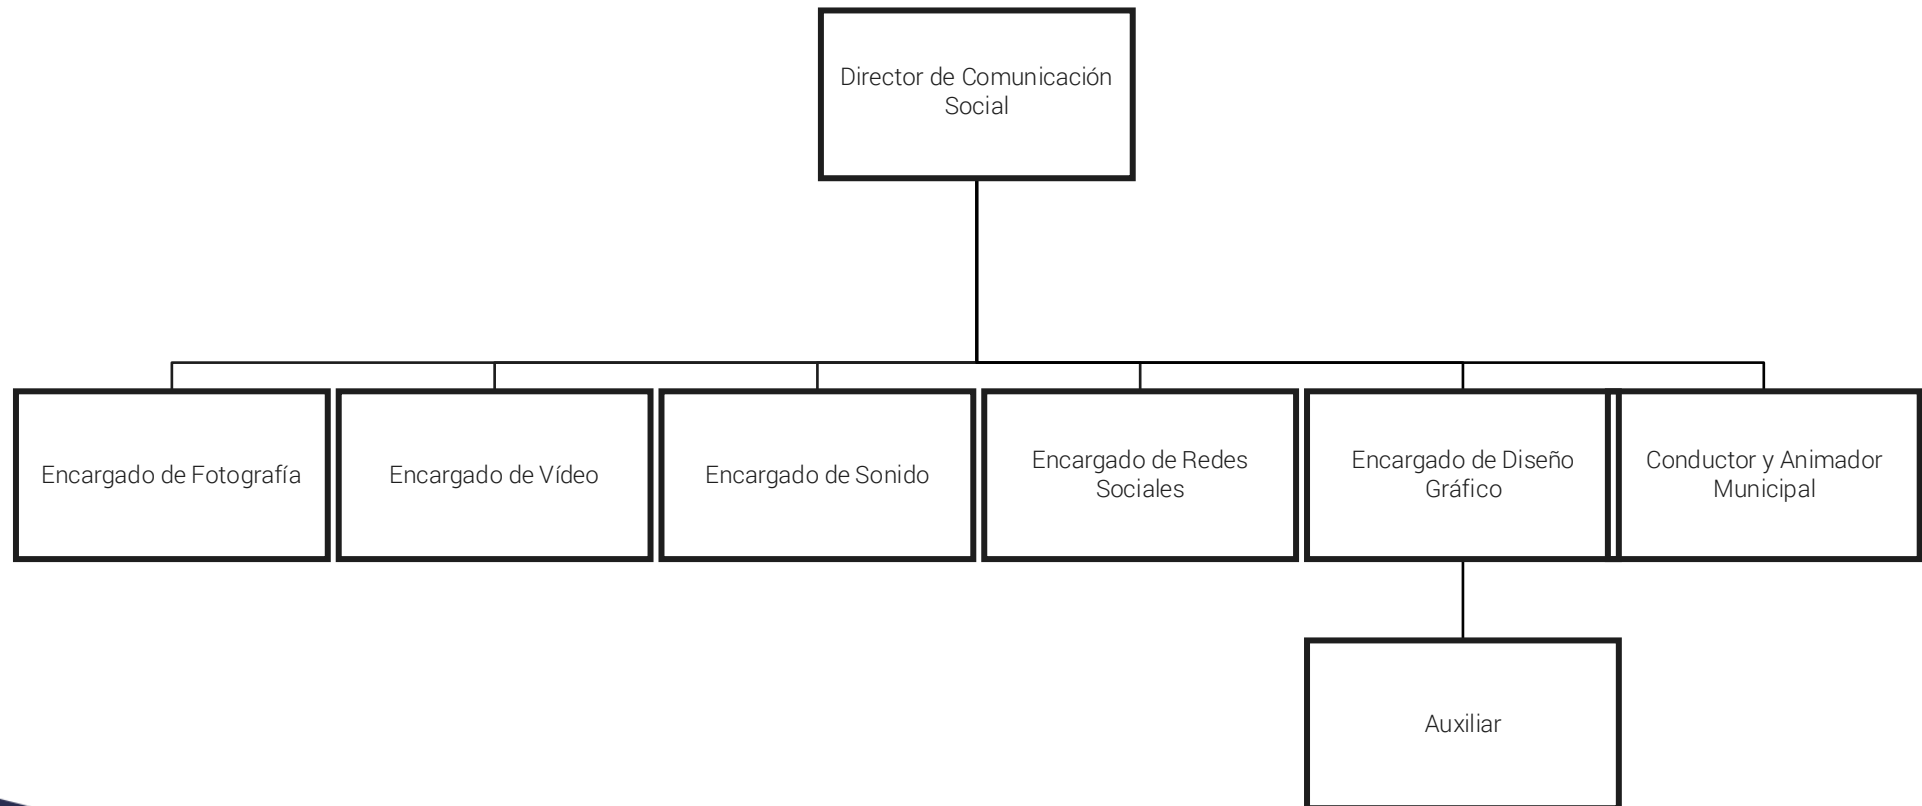 Director de Comunicación
Social
Encargado de Fotografía
Encargado de Vídeo
Encargado de Sonido
Encargado de Redes
Sociales
Encargado de Diseño
Gráfico
Conductor y Animador
Municipal
Auxiliar